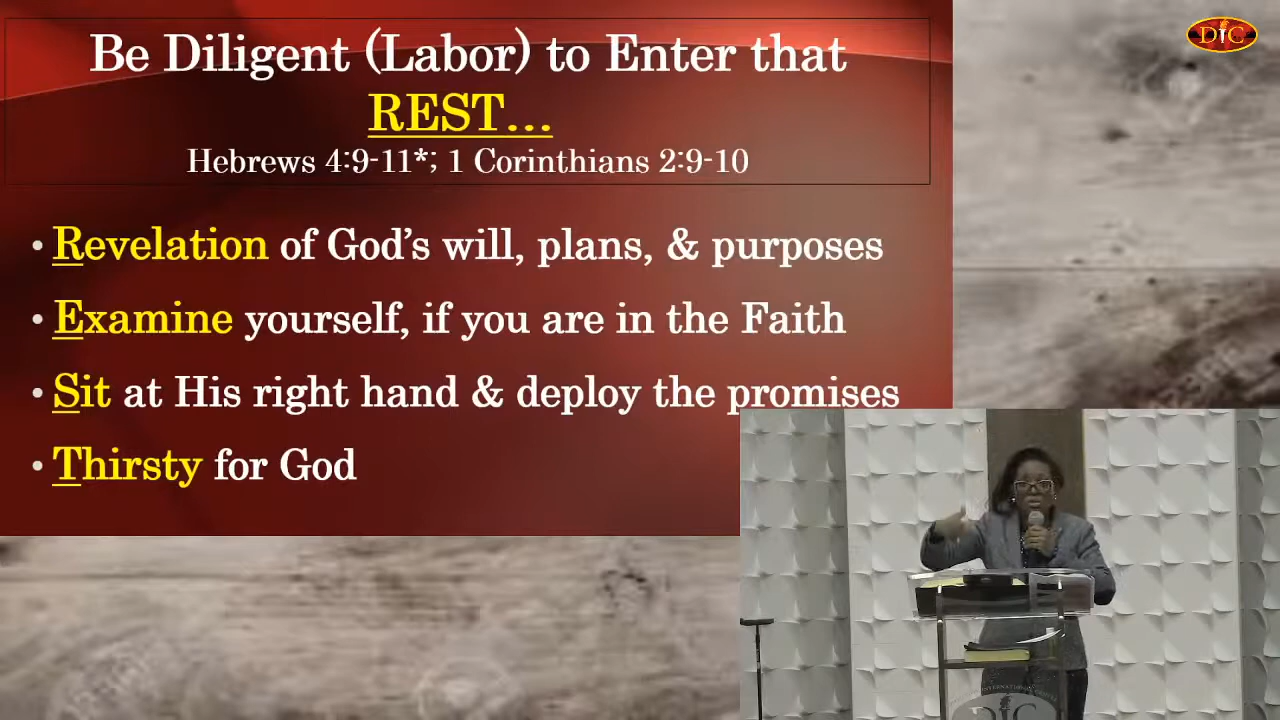 Be Diligent (Labor) to Enter that
REST...
Hebrews 4:9-11*; 1 Corinthians 2:9-10
• Revelation of God’s will, plans, & purposes
• Examine yourself, if you are in the Faith
• Sit at His right hand & deploy the promises
• Thirsty for God
DIC
INTERNATIONAL
DIC